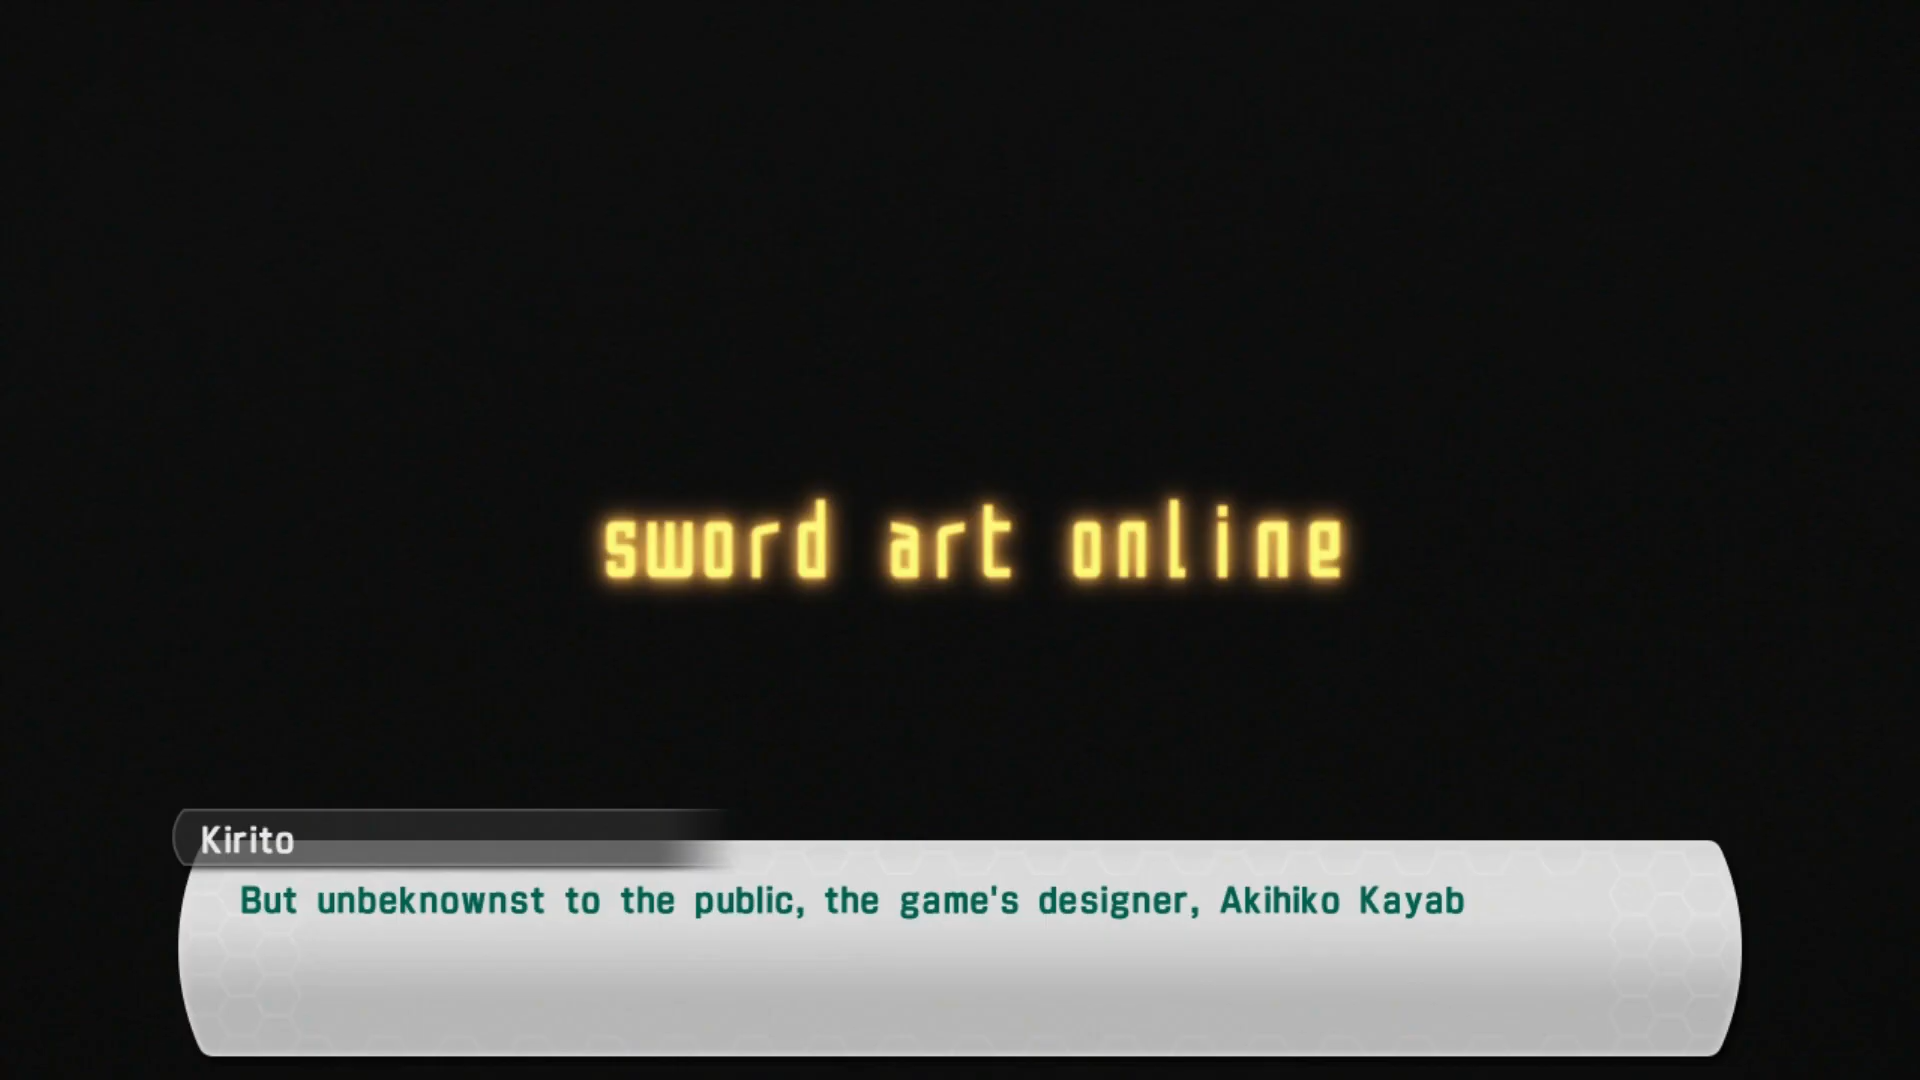 sword art online
Kirito
But unbeknownst to the public, the game's designer, Akihiko Kayab